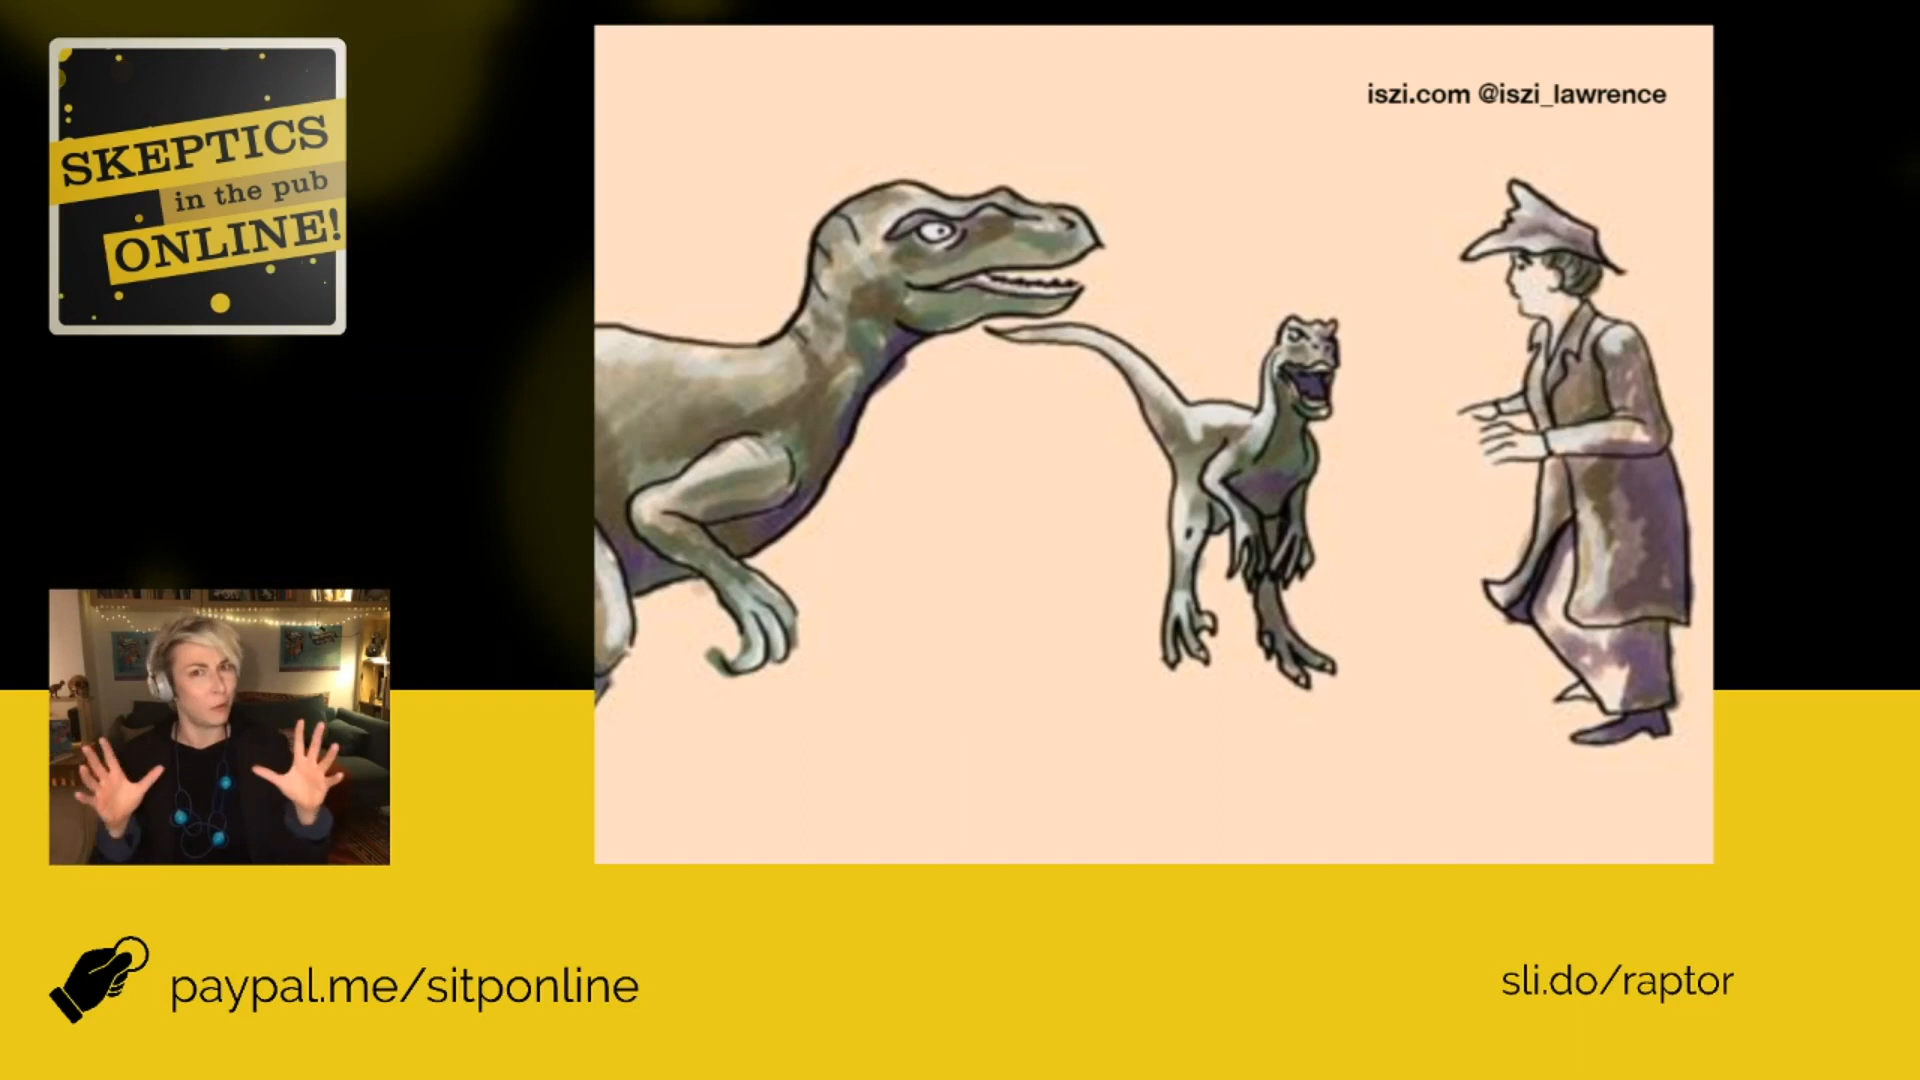 SKEPTICS
in the pub
ONLINE!
iszi.com @iszi_lawrence
paypal.me/sitponline
sli.do/raptor